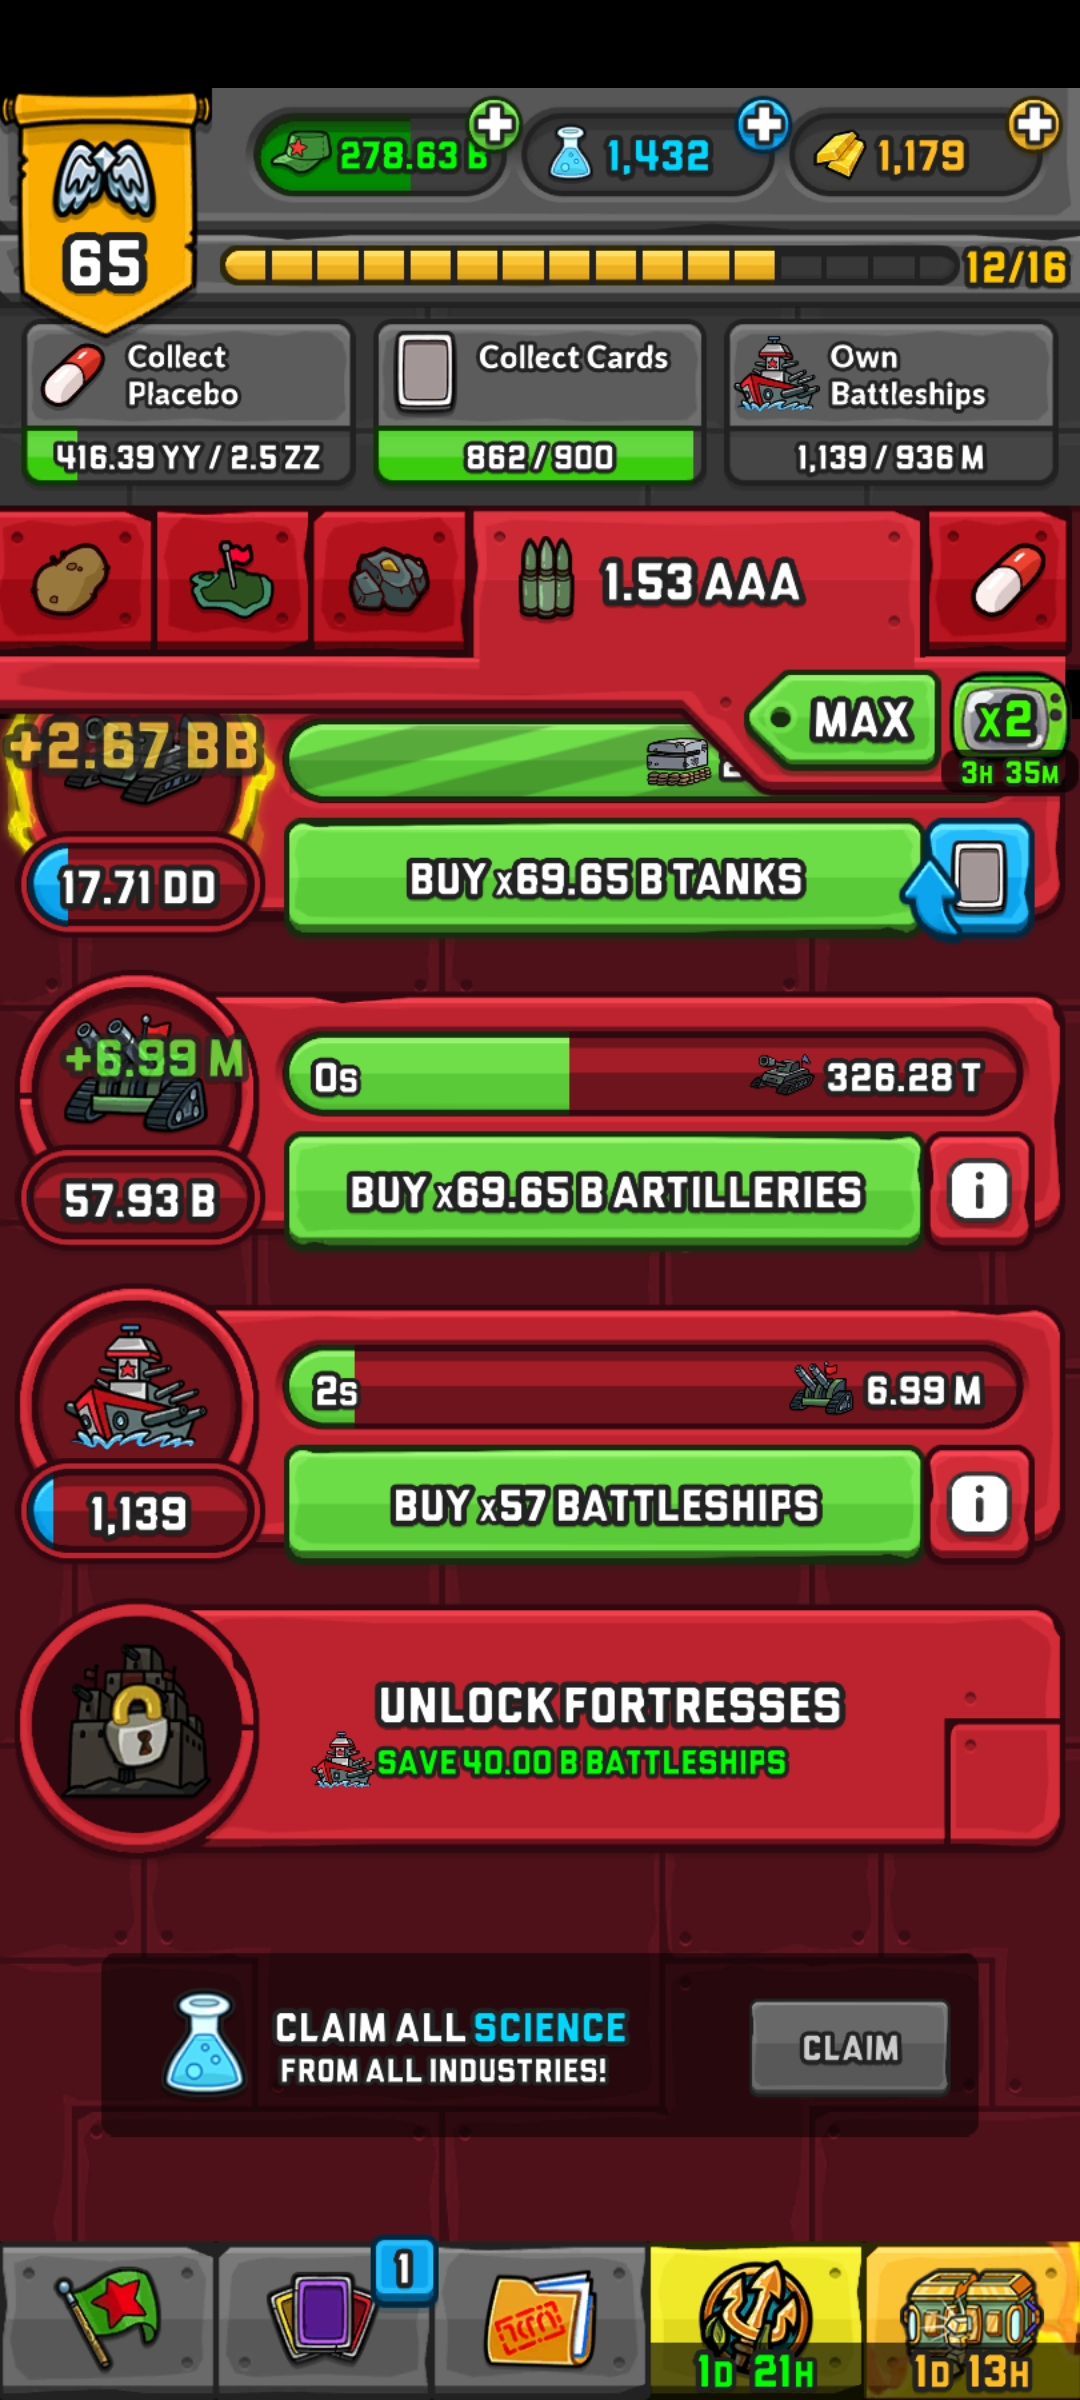 278.63 B
1,432
1,179
65
12/16
Collect
Placebo
416.39 YY / 2.5 ZZ
Collect Cards
862/900
Own
Battleships
1,139 / 936 M
1.53 AAA
MAX
x2
3H 35M
+2.67 BB
17.71 DD
BUY x69.65 B TANKS
+6.99 M
0s
326.28 T
57.93 B
BUY x69.65 B ARTILLERIES
2s
6.99 M
1,139
BUY x57 BATTLESHIPS
UNLOCK FORTRESSES
SAVE 40.00 B BATTLESHIPS
CLAIM ALL SCIENCE
FROM ALL INDUSTRIES!
CLAIM
1
1D 21H
1D 13H